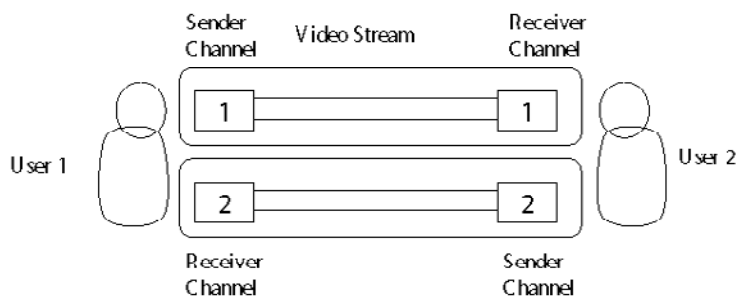 Sender
Channel
Video Stream
Receiver
Channel
1
1
User 1
User 2
2
2
Receiver
Channel
Sender
Channel